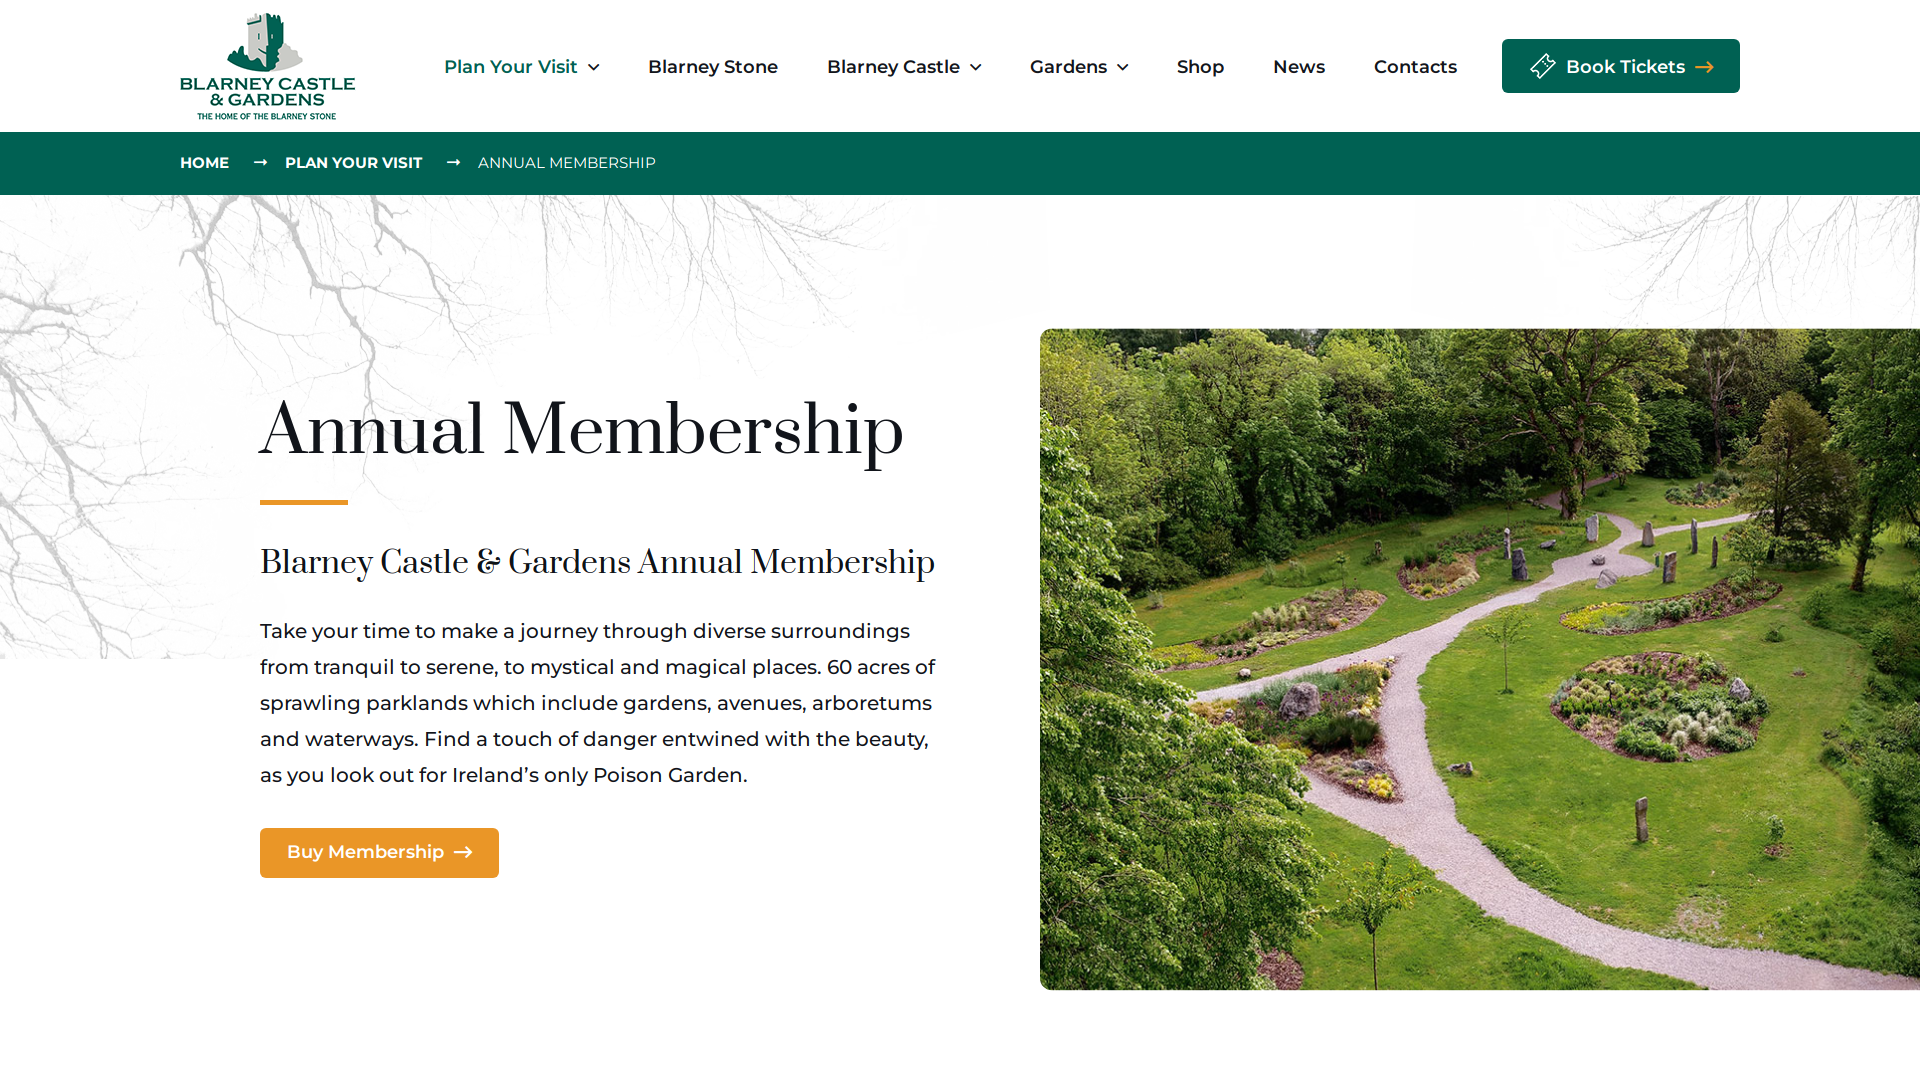 BLARNEY CASTLE
& GARDENS
THE HOME OF THE BLARNEY STONE
Plan Your Visit
Blarney Stone
Blarney Castle
Gardens
Shop
News
Contacts
Book Tickets
HOME
PLAN YOUR VISIT
ANNUAL MEMBERSHIP
Annual Membership
Blarney Castle & Gardens Annual Membership
Take your time to make a journey through diverse surroundings
from tranquil to serene, to mystical and magical places. 60 acres of
sprawling parklands which include gardens, avenues, arboretums
and waterways. Find a touch of danger entwined with the beauty,
as you look out for Ireland’s only Poison Garden.
Buy Membership